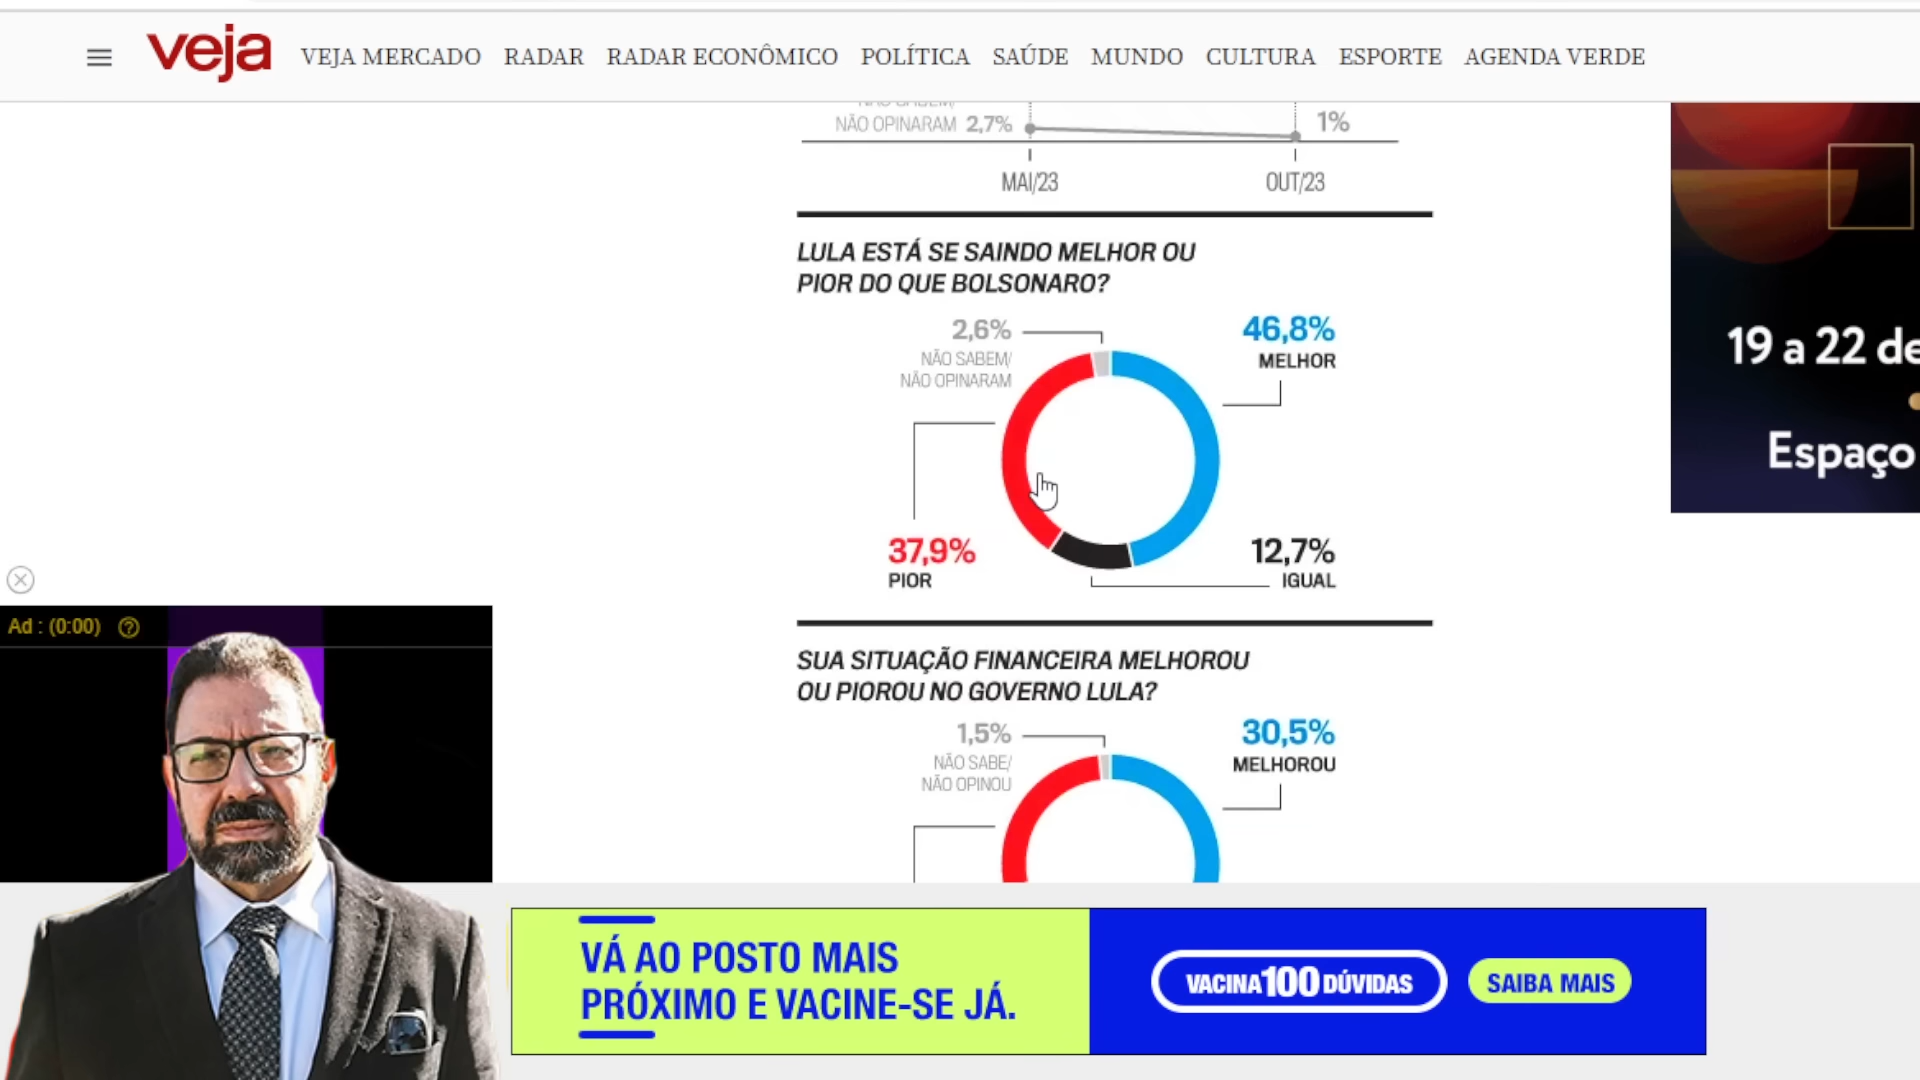 veja
VEJA MERCADO RADAR RADAR ECONÔMICO POLÍTICA SAÚDE MUNDO CULTURA ESPORTE AGENDA VERDE
NÃO SABEM/
NÃO OPINARAM 2,7% 1%
MAI/23 OUT/23
LULA ESTÁ SE SAINDO MELHOR OU
PIOR DO QUE BOLSONARO?
2,6%
NÃO SABEM/
NÃO OPINARAM
46,8%
MELHOR
37,9%
PIOR
12,7%
IGUAL
SUA SITUAÇÃO FINANCEIRA MELHOROU
OU PIOROU NO GOVERNO LULA?
1,5%
NÃO SABE/
NÃO OPINOU
30,5%
MELHOROU
19 a 22 de
Espaço
Ad : (0:00)
VÁ AO POSTO MAIS
PRÓXIMO E VACINE-SE JÁ.
VACINA100DÚVIDAS
SAIBA MAIS